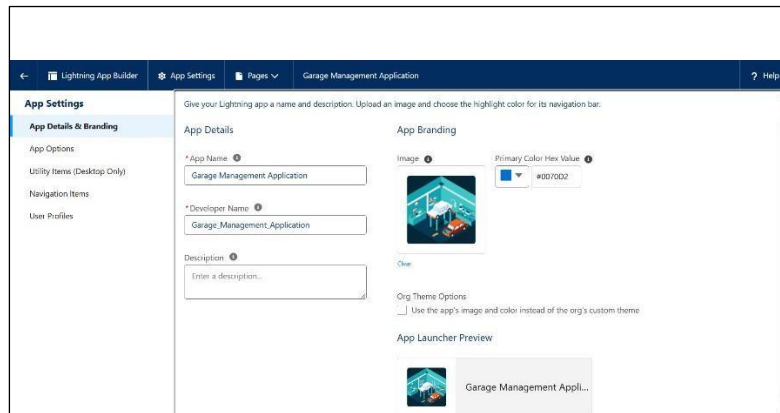 Lightning App Builder
App Settings
Pages
Garage Management Application
? Help
App Settings
App Details & Branding
App Options
Utility Items (Desktop Only)
Navigation Items
User Profiles
Give your Lightning app a name and description. Upload an image and choose the highlight color for its navigation bar.
App Details
*App Name
Garage Management Application
*Developer Name
Garage_Management_Application
Description
Enter a description...
App Branding
Image
Primary Color Hex Value
#0070D2
Clear
Org Theme Options
Use the app's image and color instead of the org's custom theme
App Launcher Preview
Garage Management Appli...